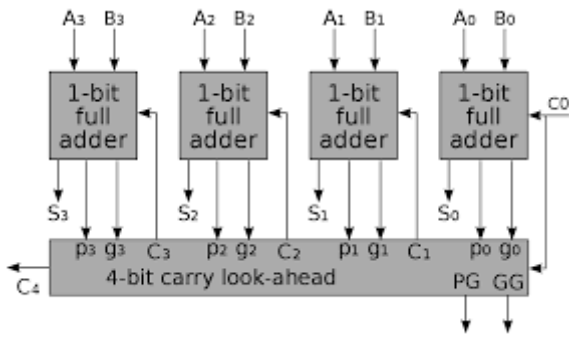 A₃ B₃ A₂ B₂ A₁ B₁ A₀ B₀
1-bit full adder
1-bit full adder
1-bit full adder
1-bit full adder
C0
S₃ S₂ S₁ S₀
p₃ g₃ C₃ p₂ g₂ C₂ p₁ g₁ C₁ p₀ g₀
4-bit carry look-ahead PG GG
C₄